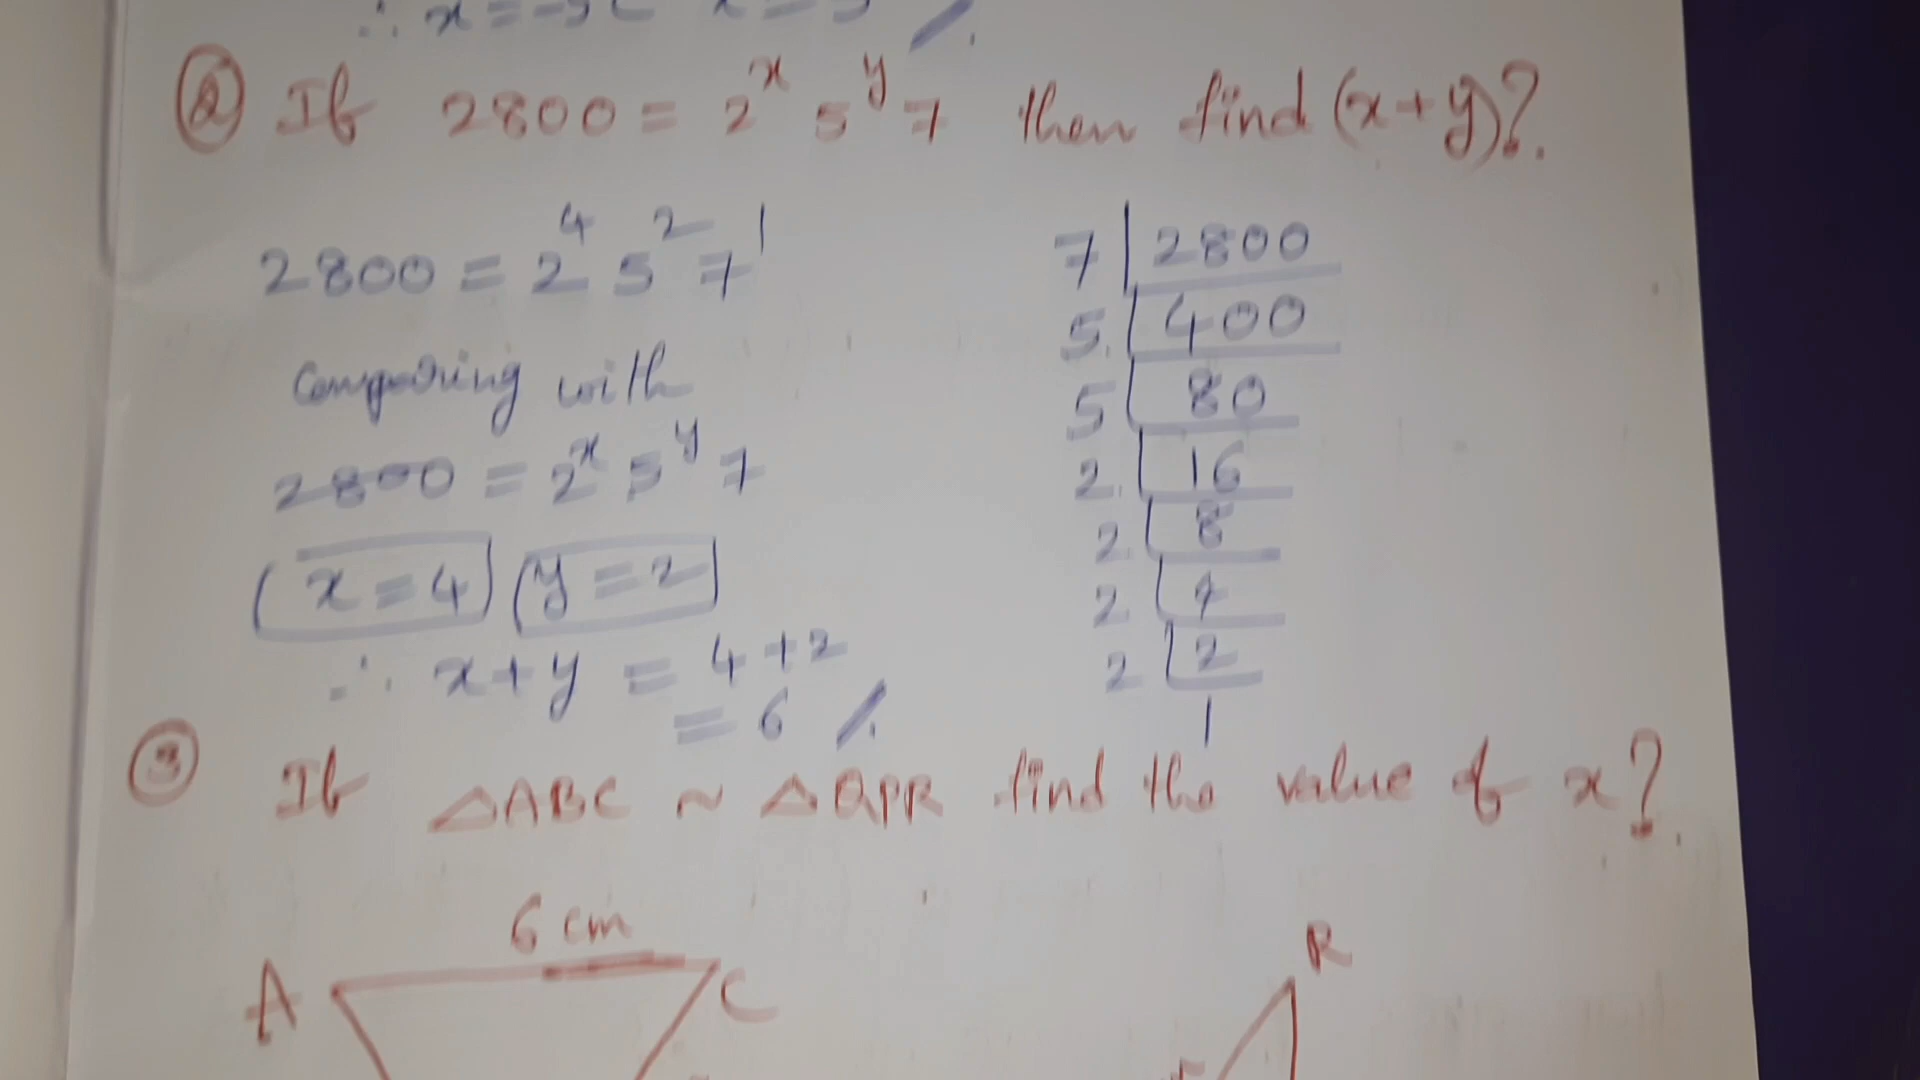 ∴ x = -3
② If 2800 = 2^x 5^y 7 then find (x+y)?.
2800 = 2^4 5^2 7^1
Comparing with
2800 = 2^x 5^y 7
x = 4 y = 2
∴ x+y = 4+2
= 6 //.
7 | 2800
5 | 400
5 | 80
2 | 16
2 | 8
2 | 4
2 | 2
1
③ If △ABC ~ △QPR find the value of x?.
6 cm
A
C
R